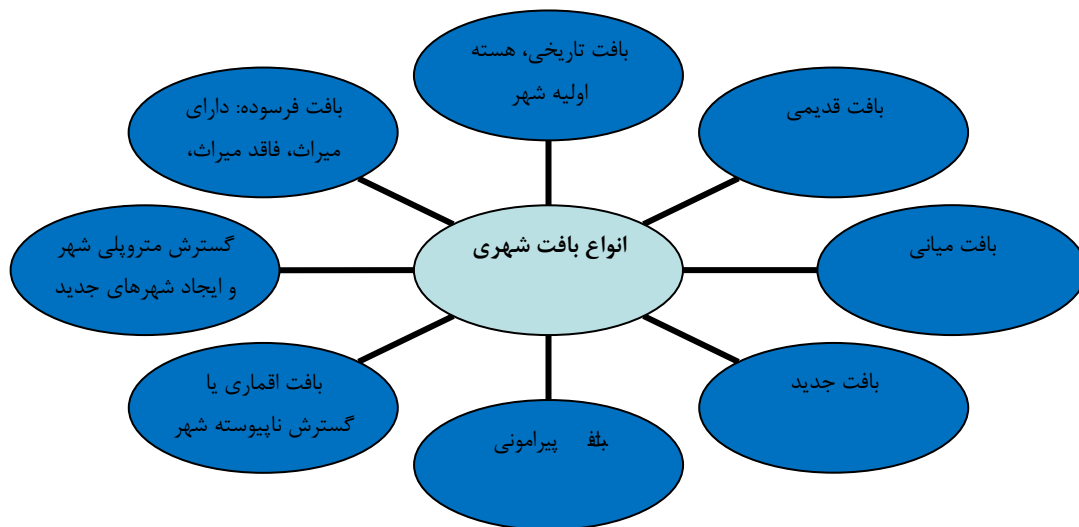 بافت تاریخی، هسته
اولیه شهر
بافت قدیمی
بافت میانی
بافت جدید
پیرامونی
بافت اقماری یا
گسترش ناپیوسته شهر
گسترش متروپلی شهر
و ایجاد شهرهای جدید
بافت فرسوده: دارای
میراث، فاقد میراث،
انواع بافت شهری